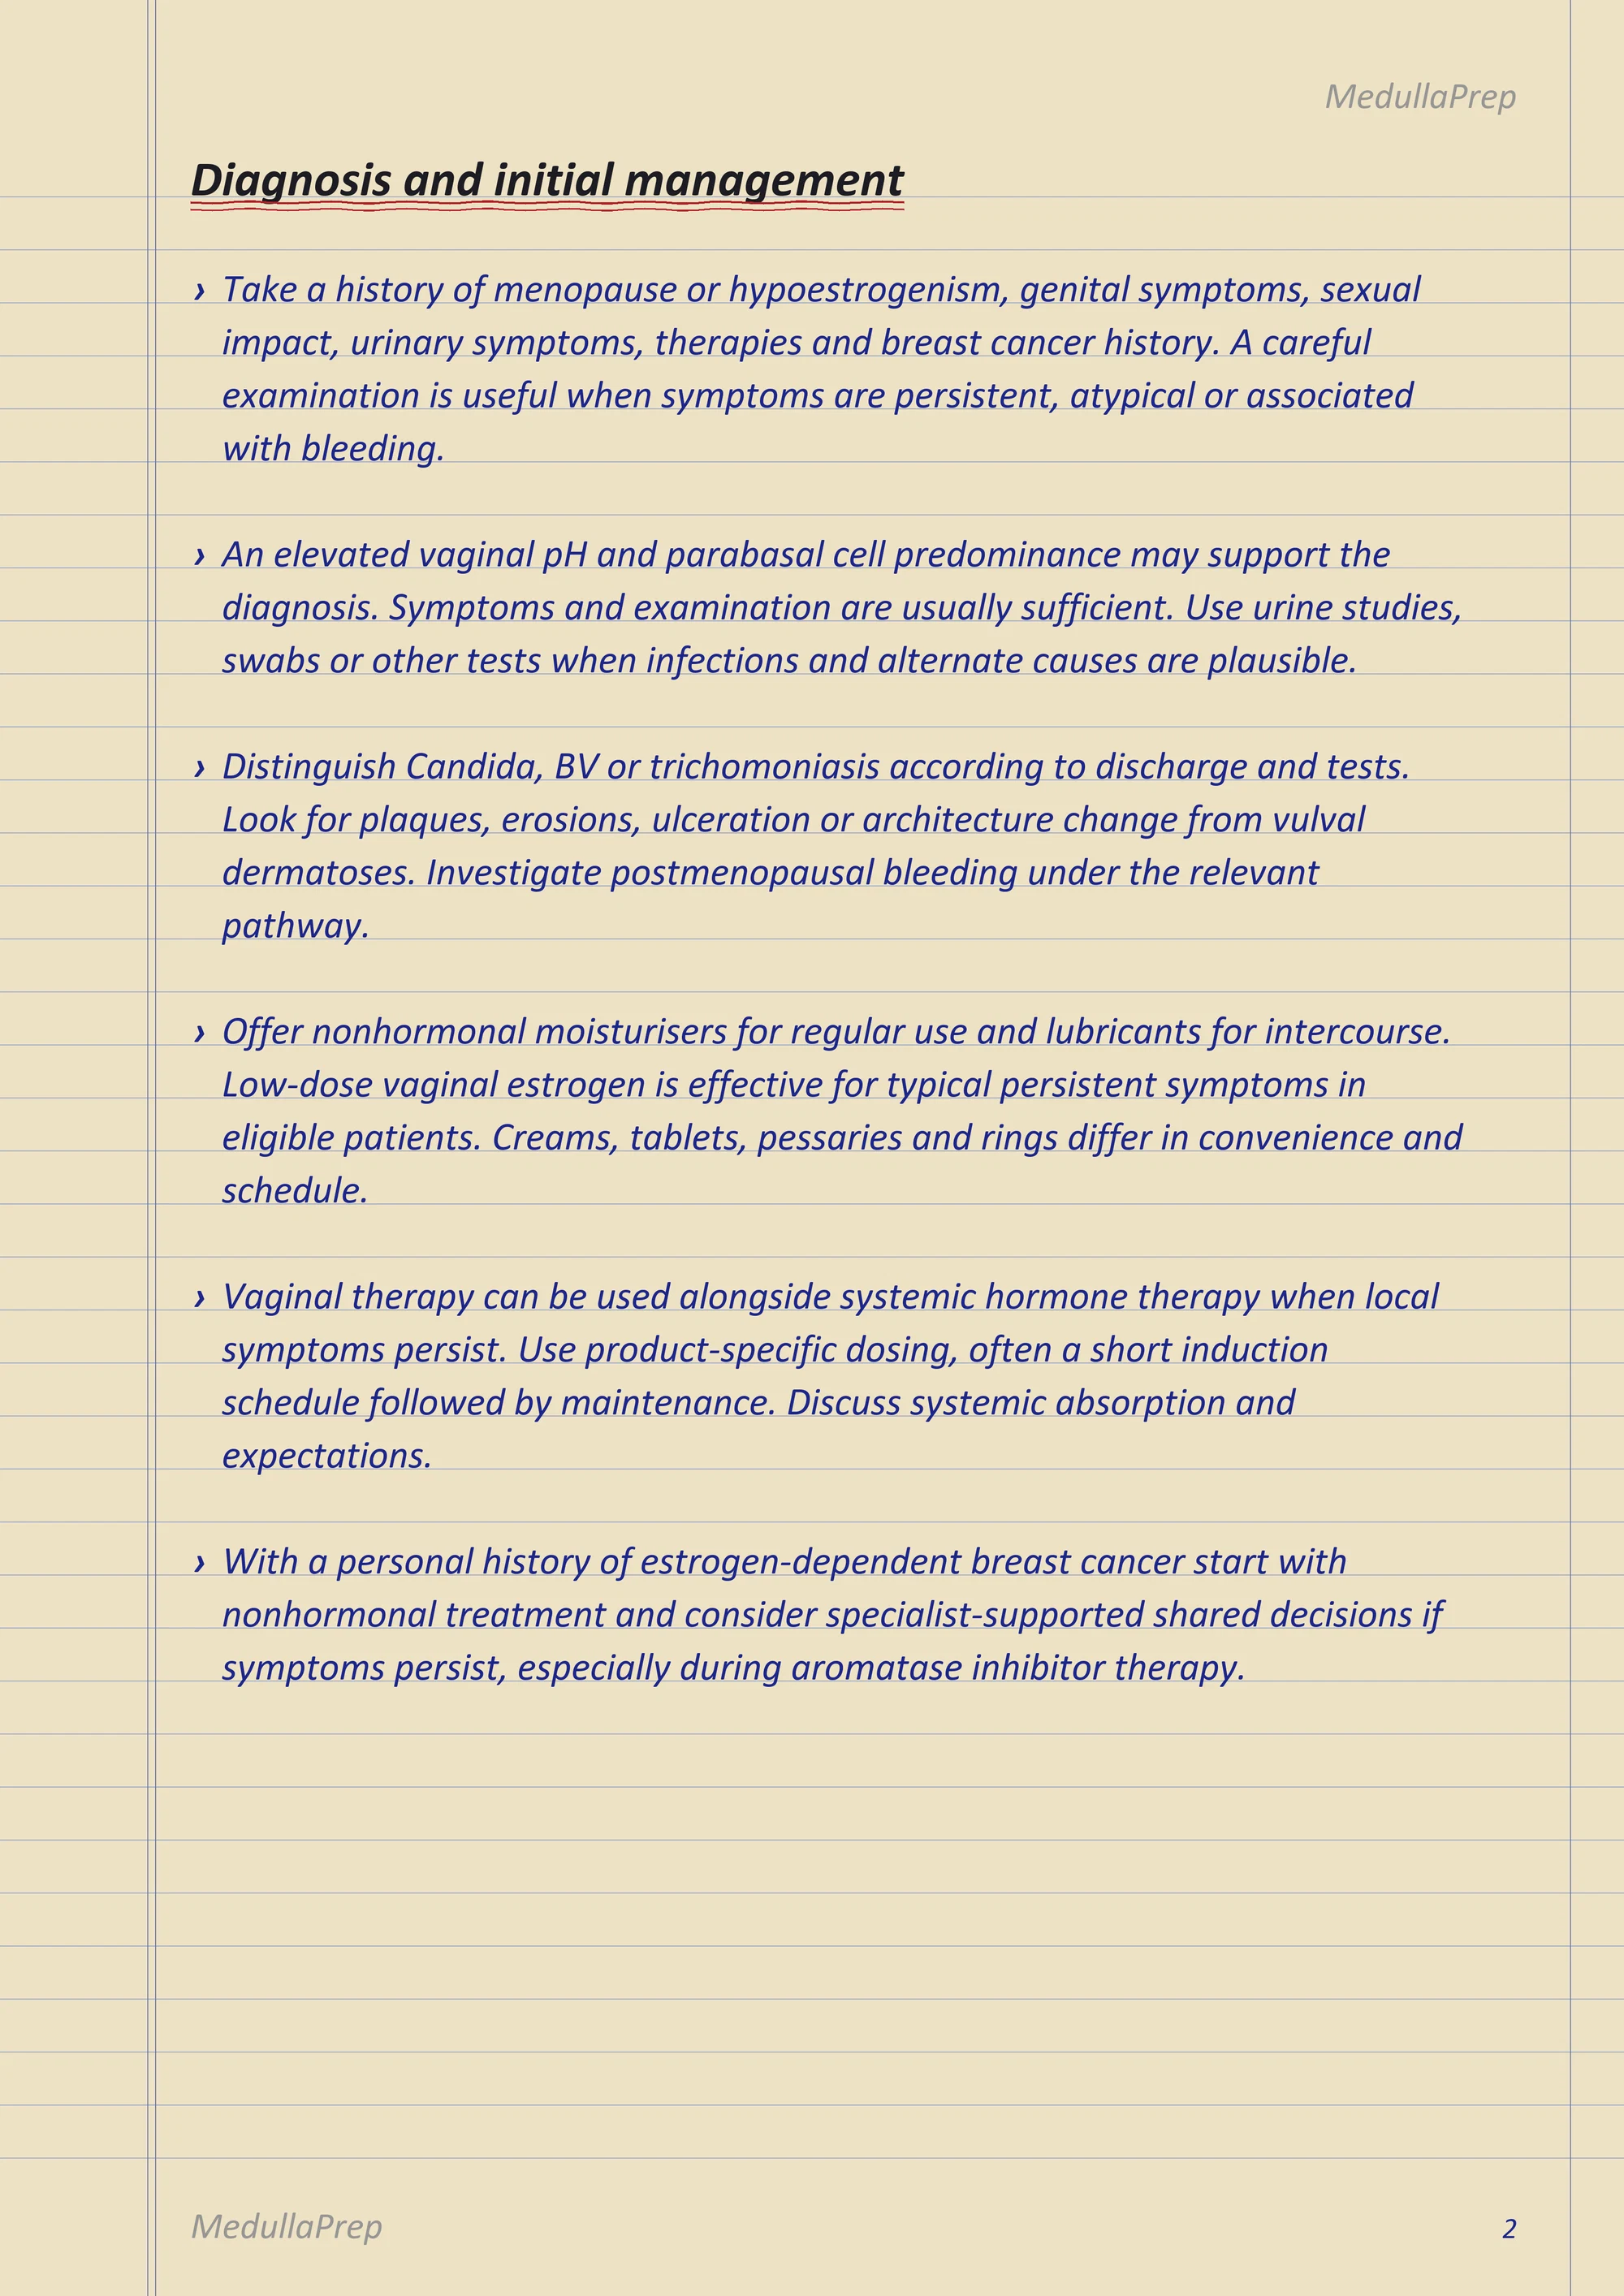 MedullaPrep
Diagnosis and initial management
› Take a history of menopause or hypoestrogenism, genital symptoms, sexual
impact, urinary symptoms, therapies and breast cancer history. A careful
examination is useful when symptoms are persistent, atypical or associated
with bleeding.
› An elevated vaginal pH and parabasal cell predominance may support the
diagnosis. Symptoms and examination are usually sufficient. Use urine studies,
swabs or other tests when infections and alternate causes are plausible.
› Distinguish Candida, BV or trichomoniasis according to discharge and tests.
Look for plaques, erosions, ulceration or architecture change from vulval
dermatoses. Investigate postmenopausal bleeding under the relevant
pathway.
› Offer nonhormonal moisturisers for regular use and lubricants for intercourse.
Low-dose vaginal estrogen is effective for typical persistent symptoms in
eligible patients. Creams, tablets, pessaries and rings differ in convenience and
schedule.
› Vaginal therapy can be used alongside systemic hormone therapy when local
symptoms persist. Use product-specific dosing, often a short induction
schedule followed by maintenance. Discuss systemic absorption and
expectations.
› With a personal history of estrogen-dependent breast cancer start with
nonhormonal treatment and consider specialist-supported shared decisions if
symptoms persist, especially during aromatase inhibitor therapy.
MedullaPrep
2